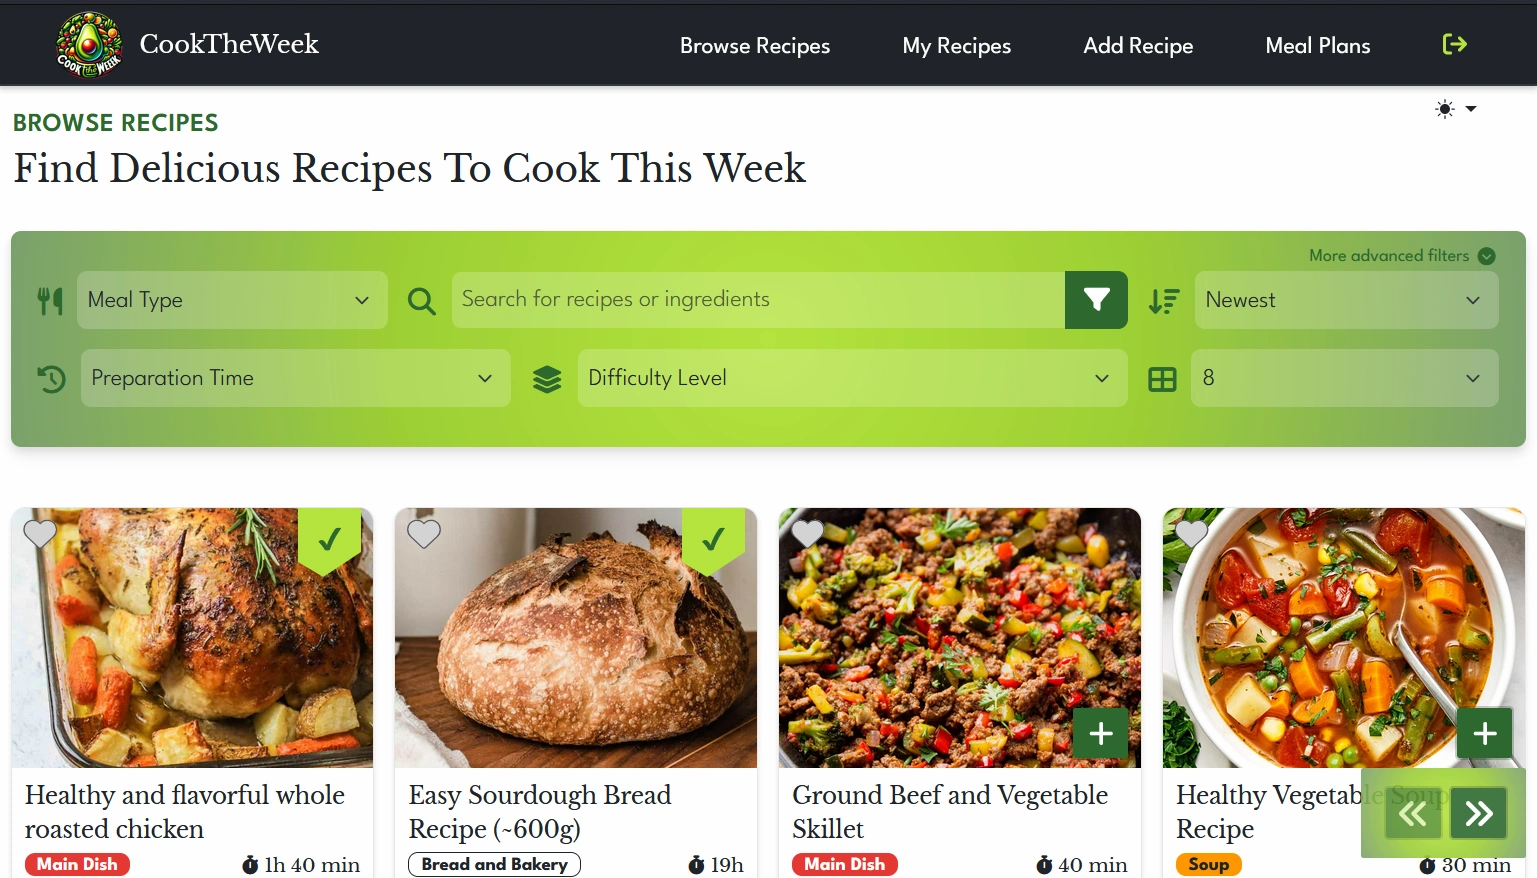 COOK the WEEK
CookTheWeek
Browse Recipes
My Recipes
Add Recipe
Meal Plans
BROWSE RECIPES
Find Delicious Recipes To Cook This Week
More advanced filters
Meal Type
Search for recipes or ingredients
Newest
Preparation Time
Difficulty Level
8
Healthy and flavorful whole
roasted chicken
Main Dish
1h 40 min
Easy Sourdough Bread
Recipe (~600g)
Bread and Bakery
19h
Ground Beef and Vegetable
Skillet
Main Dish
40 min
Healthy Vegetable Soup
Recipe
Soup
30 min